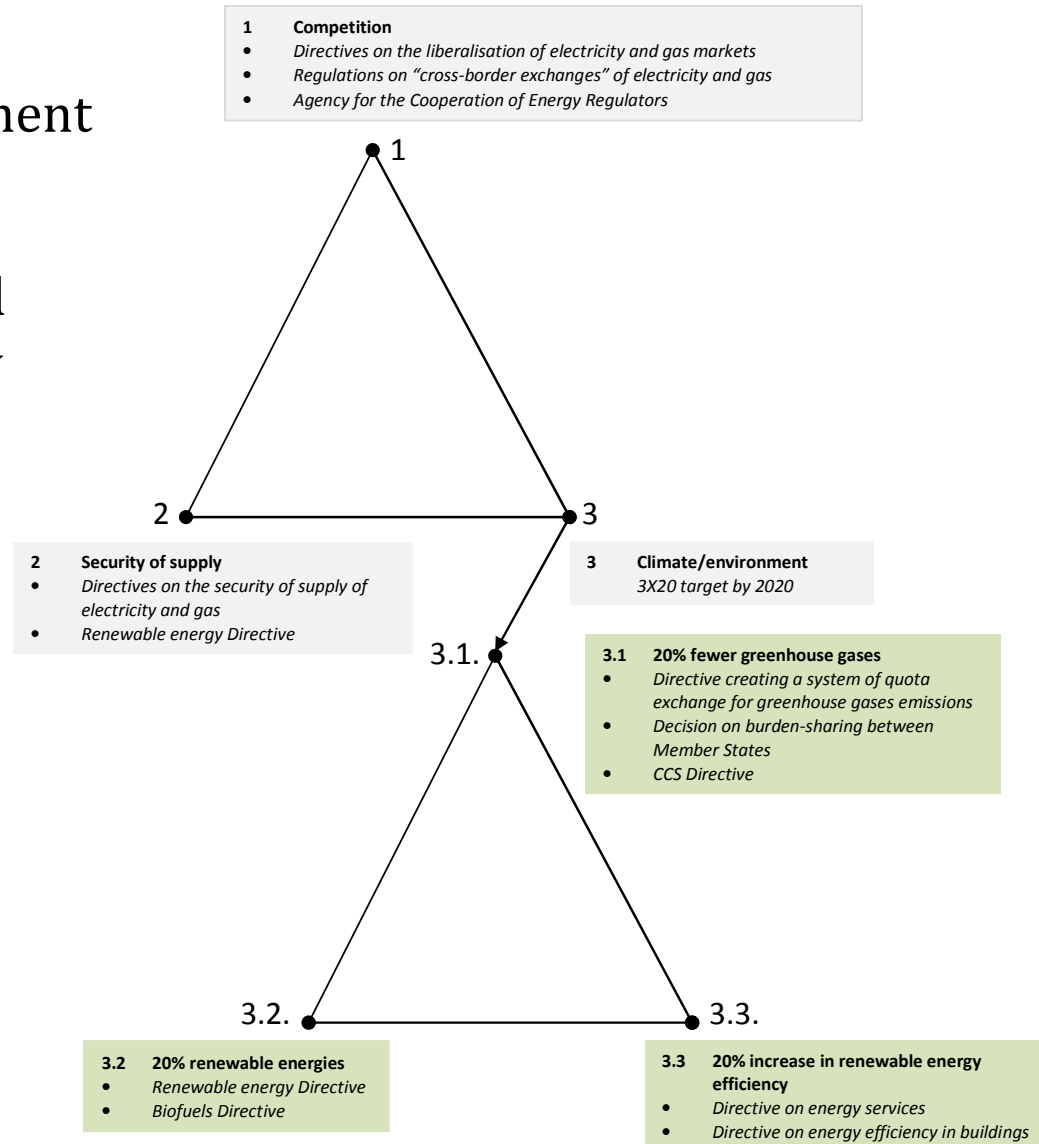 1 Competition
• Directives on the liberalisation of electricity and gas markets
• Regulations on “cross-border exchanges” of electricity and gas
• Agency for the Cooperation of Energy Regulators
1
2
3
2 Security of supply
• Directives on the security of supply of
electricity and gas
• Renewable energy Directive
3 Climate/environment
3X20 target by 2020
3.1.
3.1 20% fewer greenhouse gases
• Directive creating a system of quota
exchange for greenhouse gases emissions
• Decision on burden-sharing between
Member States
• CCS Directive
3.2.
3.3.
3.2 20% renewable energies
• Renewable energy Directive
• Biofuels Directive
3.3 20% increase in renewable energy
efficiency
• Directive on energy services
• Directive on energy efficiency in buildings